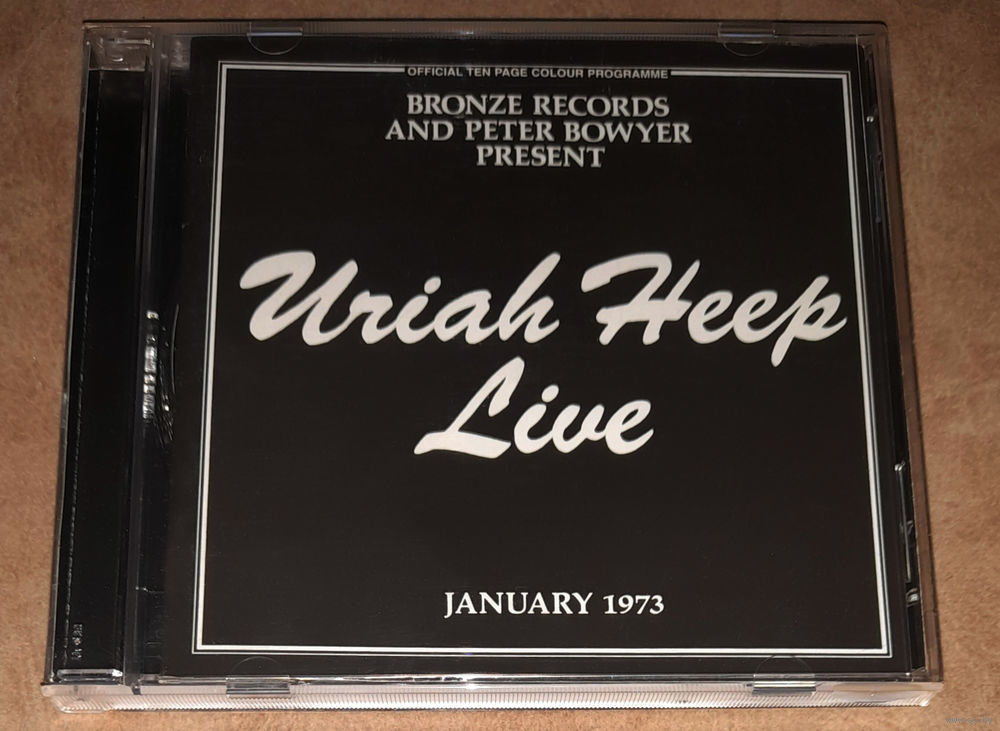 OFFICIAL TEN PAGE COLOUR PROGRAMME
BRONZE RECORDS
AND PETER BOWYER
PRESENT
Uriah Heep
Live
JANUARY 1973